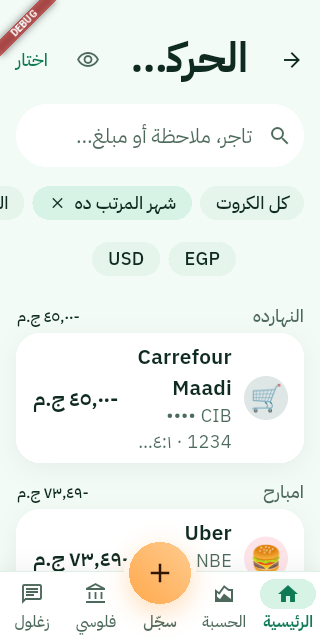 DEBUG
الحرك...
اختار
تاجر، ملاحظة أو مبلغ...
كل الكروت
شهر المرتب ده ×
EGP
USD
النهارده
-٤٥,٠٠ ج.م
Carrefour
Maadi
-٤٥,٠٠ ج.م
•••• CIB
1234 · ٤:١...
امبارح
-٧٣,٤٩ ج.م
Uber
-٧٣,٤٩ ج.م
NBE
الرئيسية
الحسبة
سجّل
فلوسي
زغلول